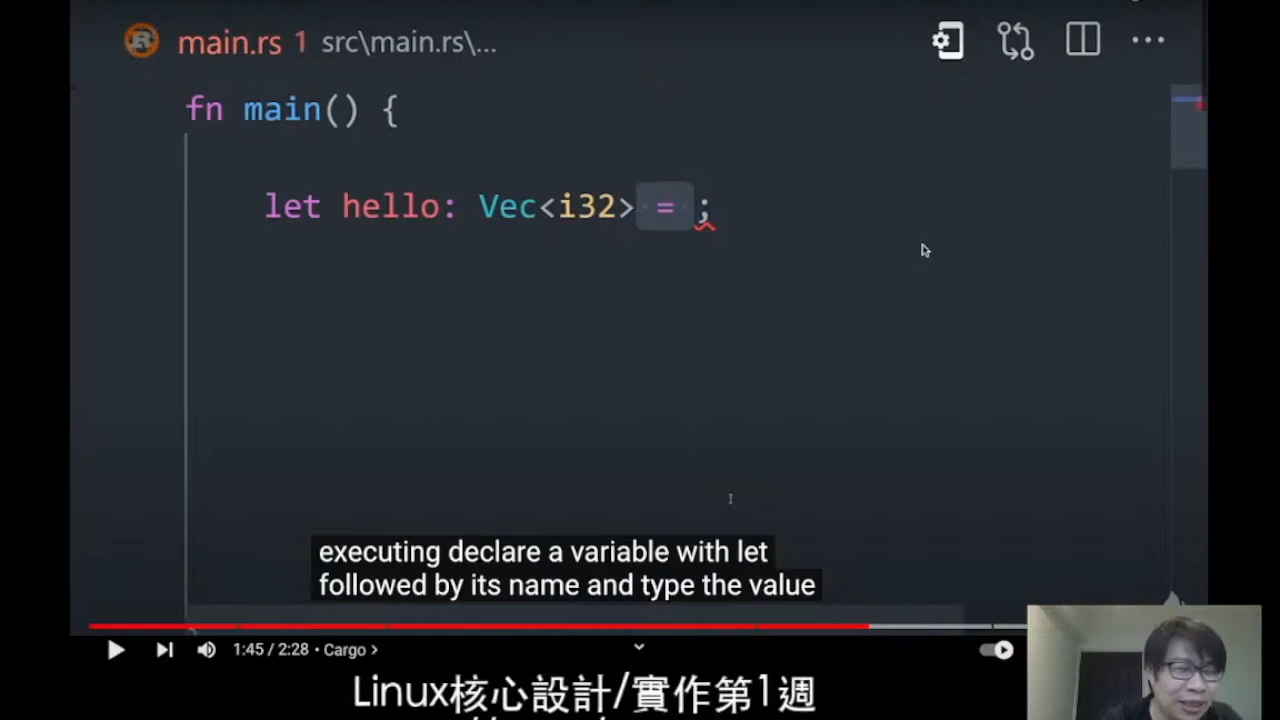 main.rs 1 src\main.rs\...
fn main() {
let hello: Vec<i32> = ;
executing declare a variable with let
followed by its name and type the value
1:45 / 2:28 • Cargo >
Linux核心設計/實作第1週